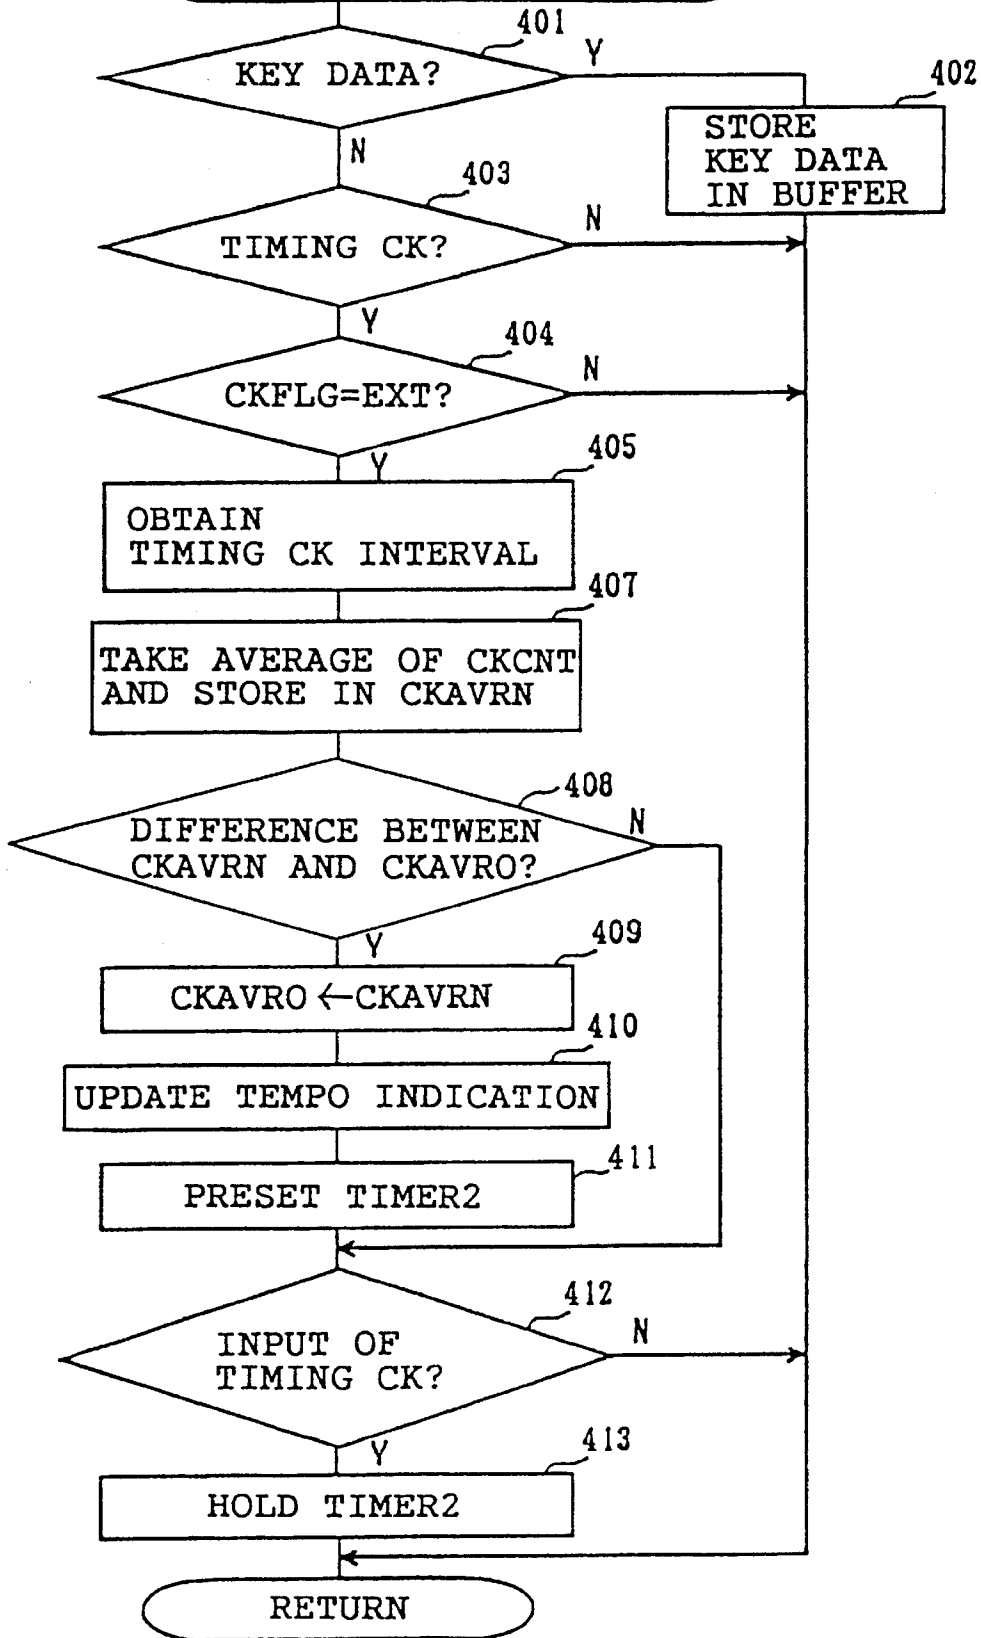 401
KEY DATA?
Y
402
STORE
KEY DATA
IN BUFFER
N
403
TIMING CK?
N
Y
404
CKFLG=EXT?
N
Y
405
OBTAIN
TIMING CK INTERVAL
407
TAKE AVERAGE OF CKCNT
AND STORE IN CKAVRN
408
DIFFERENCE BETWEEN
CKAVRN AND CKAVRO?
N
Y
409
CKAVRO←CKAVRN
410
UPDATE TEMPO INDICATION
411
PRESET TIMER2
412
INPUT OF
TIMING CK?
N
Y
413
HOLD TIMER2
RETURN